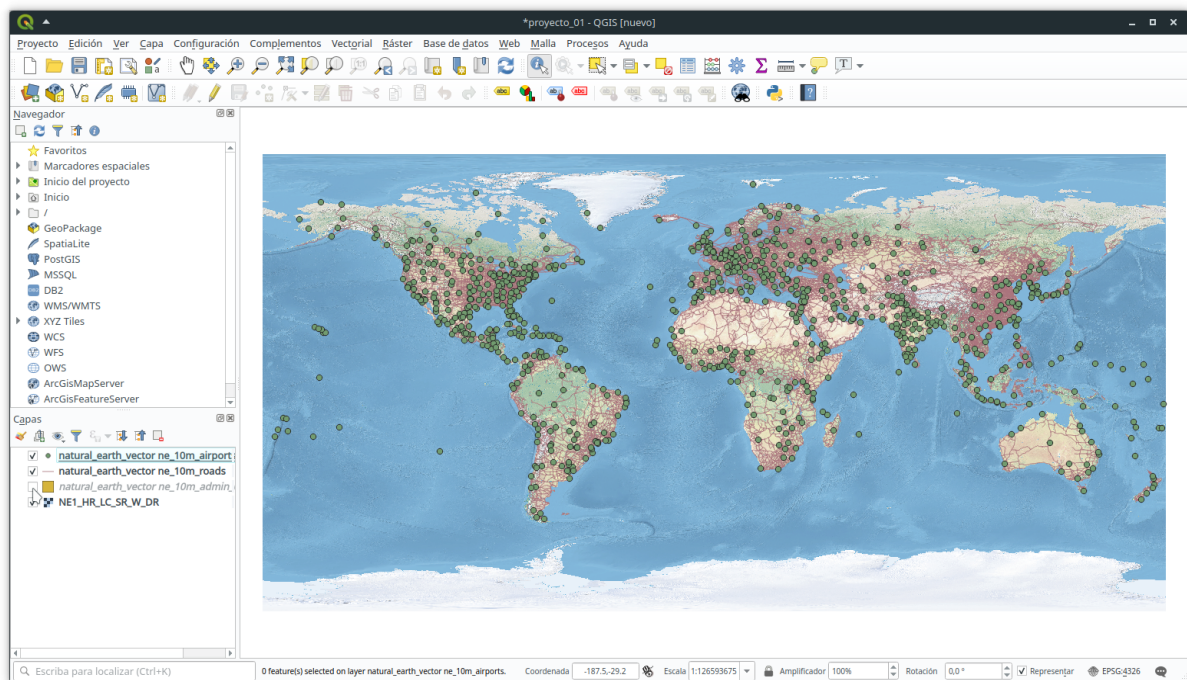 *proyecto_01 - QGIS [nuevo]
Proyecto Edición Ver Capa Configuración Complementos Vectorial Ráster Base de datos Web Malla Procesos Ayuda
Navegador
Favoritos
Marcadores espaciales
Inicio del proyecto
Inicio
/
GeoPackage
SpatiaLite
PostGIS
MSSQL
DB2
WMS/WMTS
XYZ Tiles
WCS
WFS
OWS
ArcGisMapServer
ArcGisFeatureServer
Capas
natural_earth_vector ne_10m_airport
natural_earth_vector ne_10m_roads
natural_earth_vector ne_10m_admin_
NE1_HR_LC_SR_W_DR
Escriba para localizar (Ctrl+K) 0 feature(s) selected on layer natural_earth_vector ne_10m_airports. Coordenada -187.5,-29.2 Escala 1:126593675 Amplificador 100% Rotación 0,0 ° Representar EPSG:4326